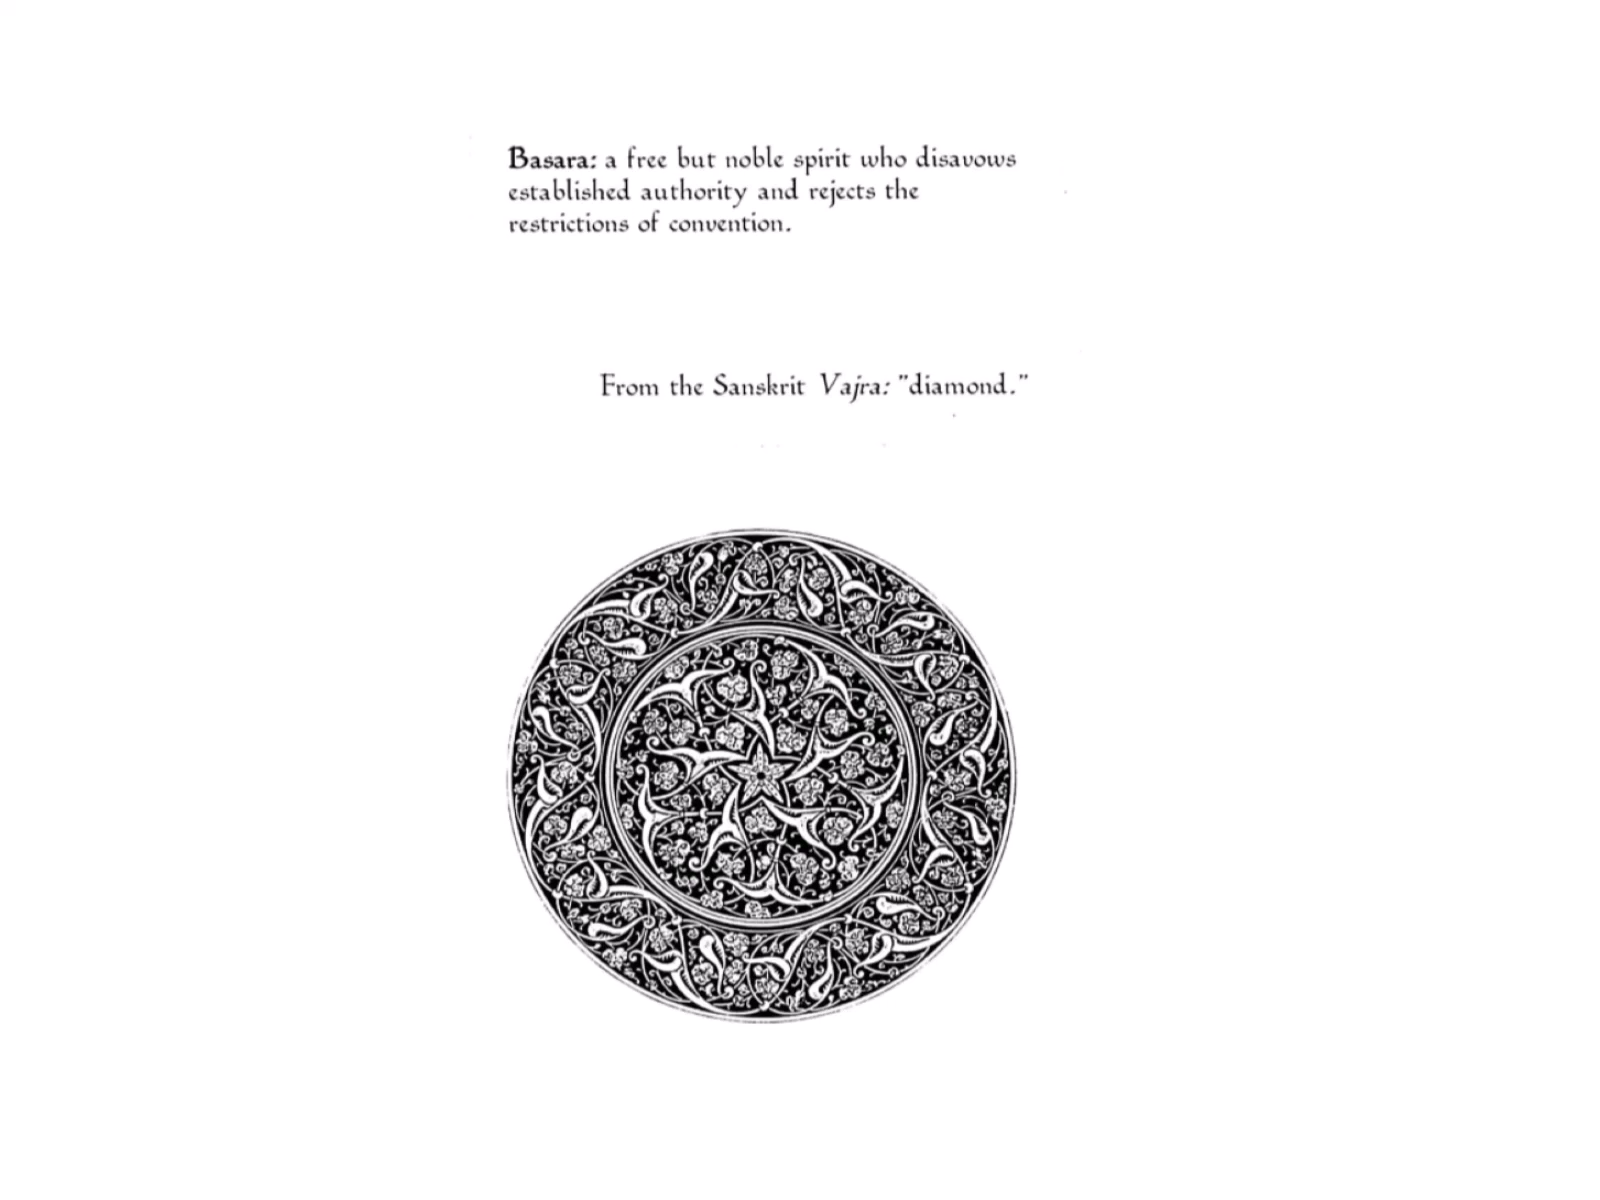 Basara: a free but noble spirit who disavows
established authority and rejects the
restrictions of convention.
From the Sanskrit Vajra: "diamond."